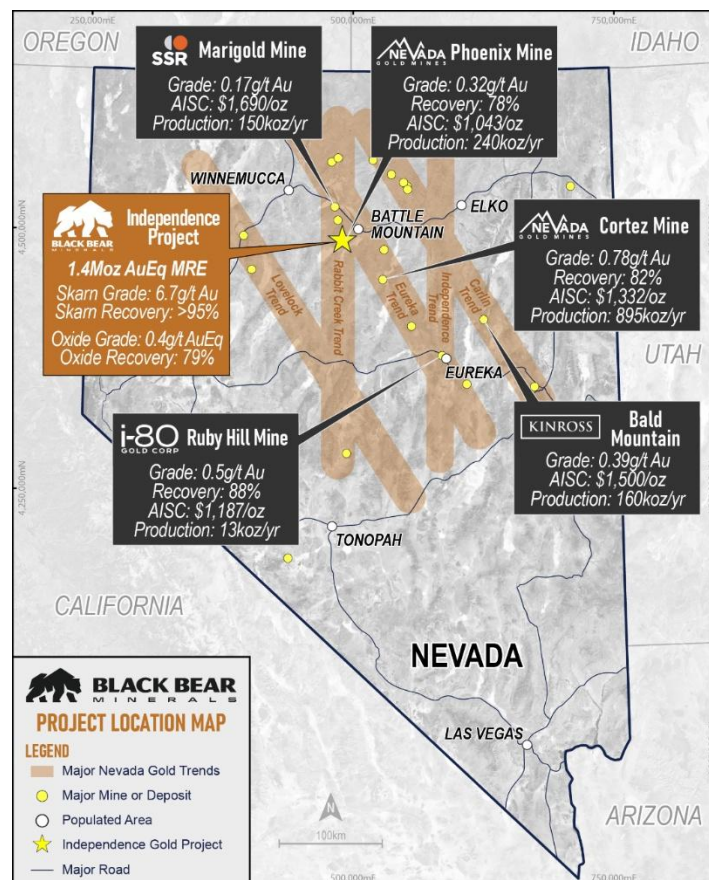 250,000mE
500,000mE
750,000mE
OREGON
IDAHO
SSR
Marigold Mine
Grade: 0.17g/t Au
AISC: $1,690/oz
Production: 150koz/yr
NEVADA
GOLD MINES
Phoenix Mine
Grade: 0.32g/t Au
Recovery: 78%
AISC: $1,043/oz
Production: 240koz/yr
WINNEMUCCA
ELKO
BATTLE
MOUNTAIN
4,500,000mN
BLACK BEAR
MINERALS
Independence
Project
1.4Moz AuEq MRE
Skarn Grade: 6.7g/t Au
Skarn Recovery: >95%
Oxide Grade: 0.4g/t AuEq
Oxide Recovery: 79%
NEVADA
GOLD MINES
Cortez Mine
Grade: 0.78g/t Au
Recovery: 82%
AISC: $1,332/oz
Production: 895koz/yr
Lovelock
Trend
Rabbit Creek Trend
Eureka
Trend
Independence
Trend
Carlin
Trend
UTAH
EUREKA
i-80
GOLD CORP
Ruby Hill Mine
Grade: 0.5g/t Au
Recovery: 88%
AISC: $1,187/oz
Production: 13koz/yr
KINROSS
Bald
Mountain
Grade: 0.39g/t Au
AISC: $1,500/oz
Production: 160koz/yr
4,250,000mN
TONOPAH
CALIFORNIA
NEVADA
LAS VEGAS
ARIZONA
BLACK BEAR
MINERALS
PROJECT LOCATION MAP
LEGEND
Major Nevada Gold Trends
Major Mine or Deposit
Populated Area
Independence Gold Project
Major Road
N
100km
500,000mE
750,000mE